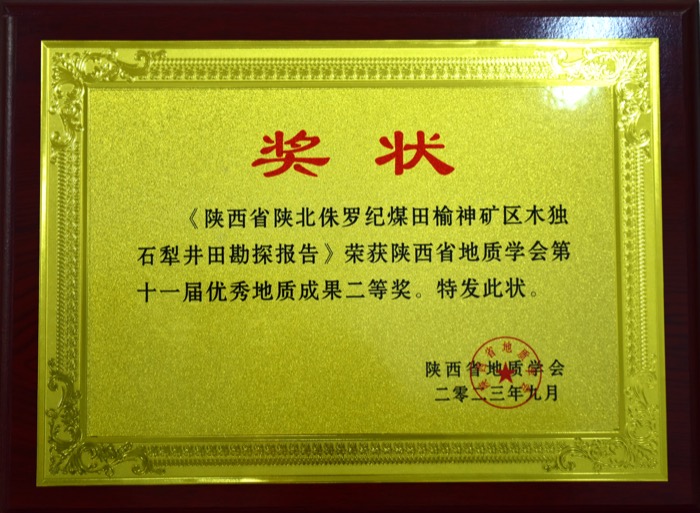 奖状
《陕西省陕北侏罗纪煤田榆神矿区木独
石犁井田勘探报告》荣获陕西省地质学会第
十一届优秀地质成果二等奖。特发此状。
陕西省地质学会
二零二三年九月